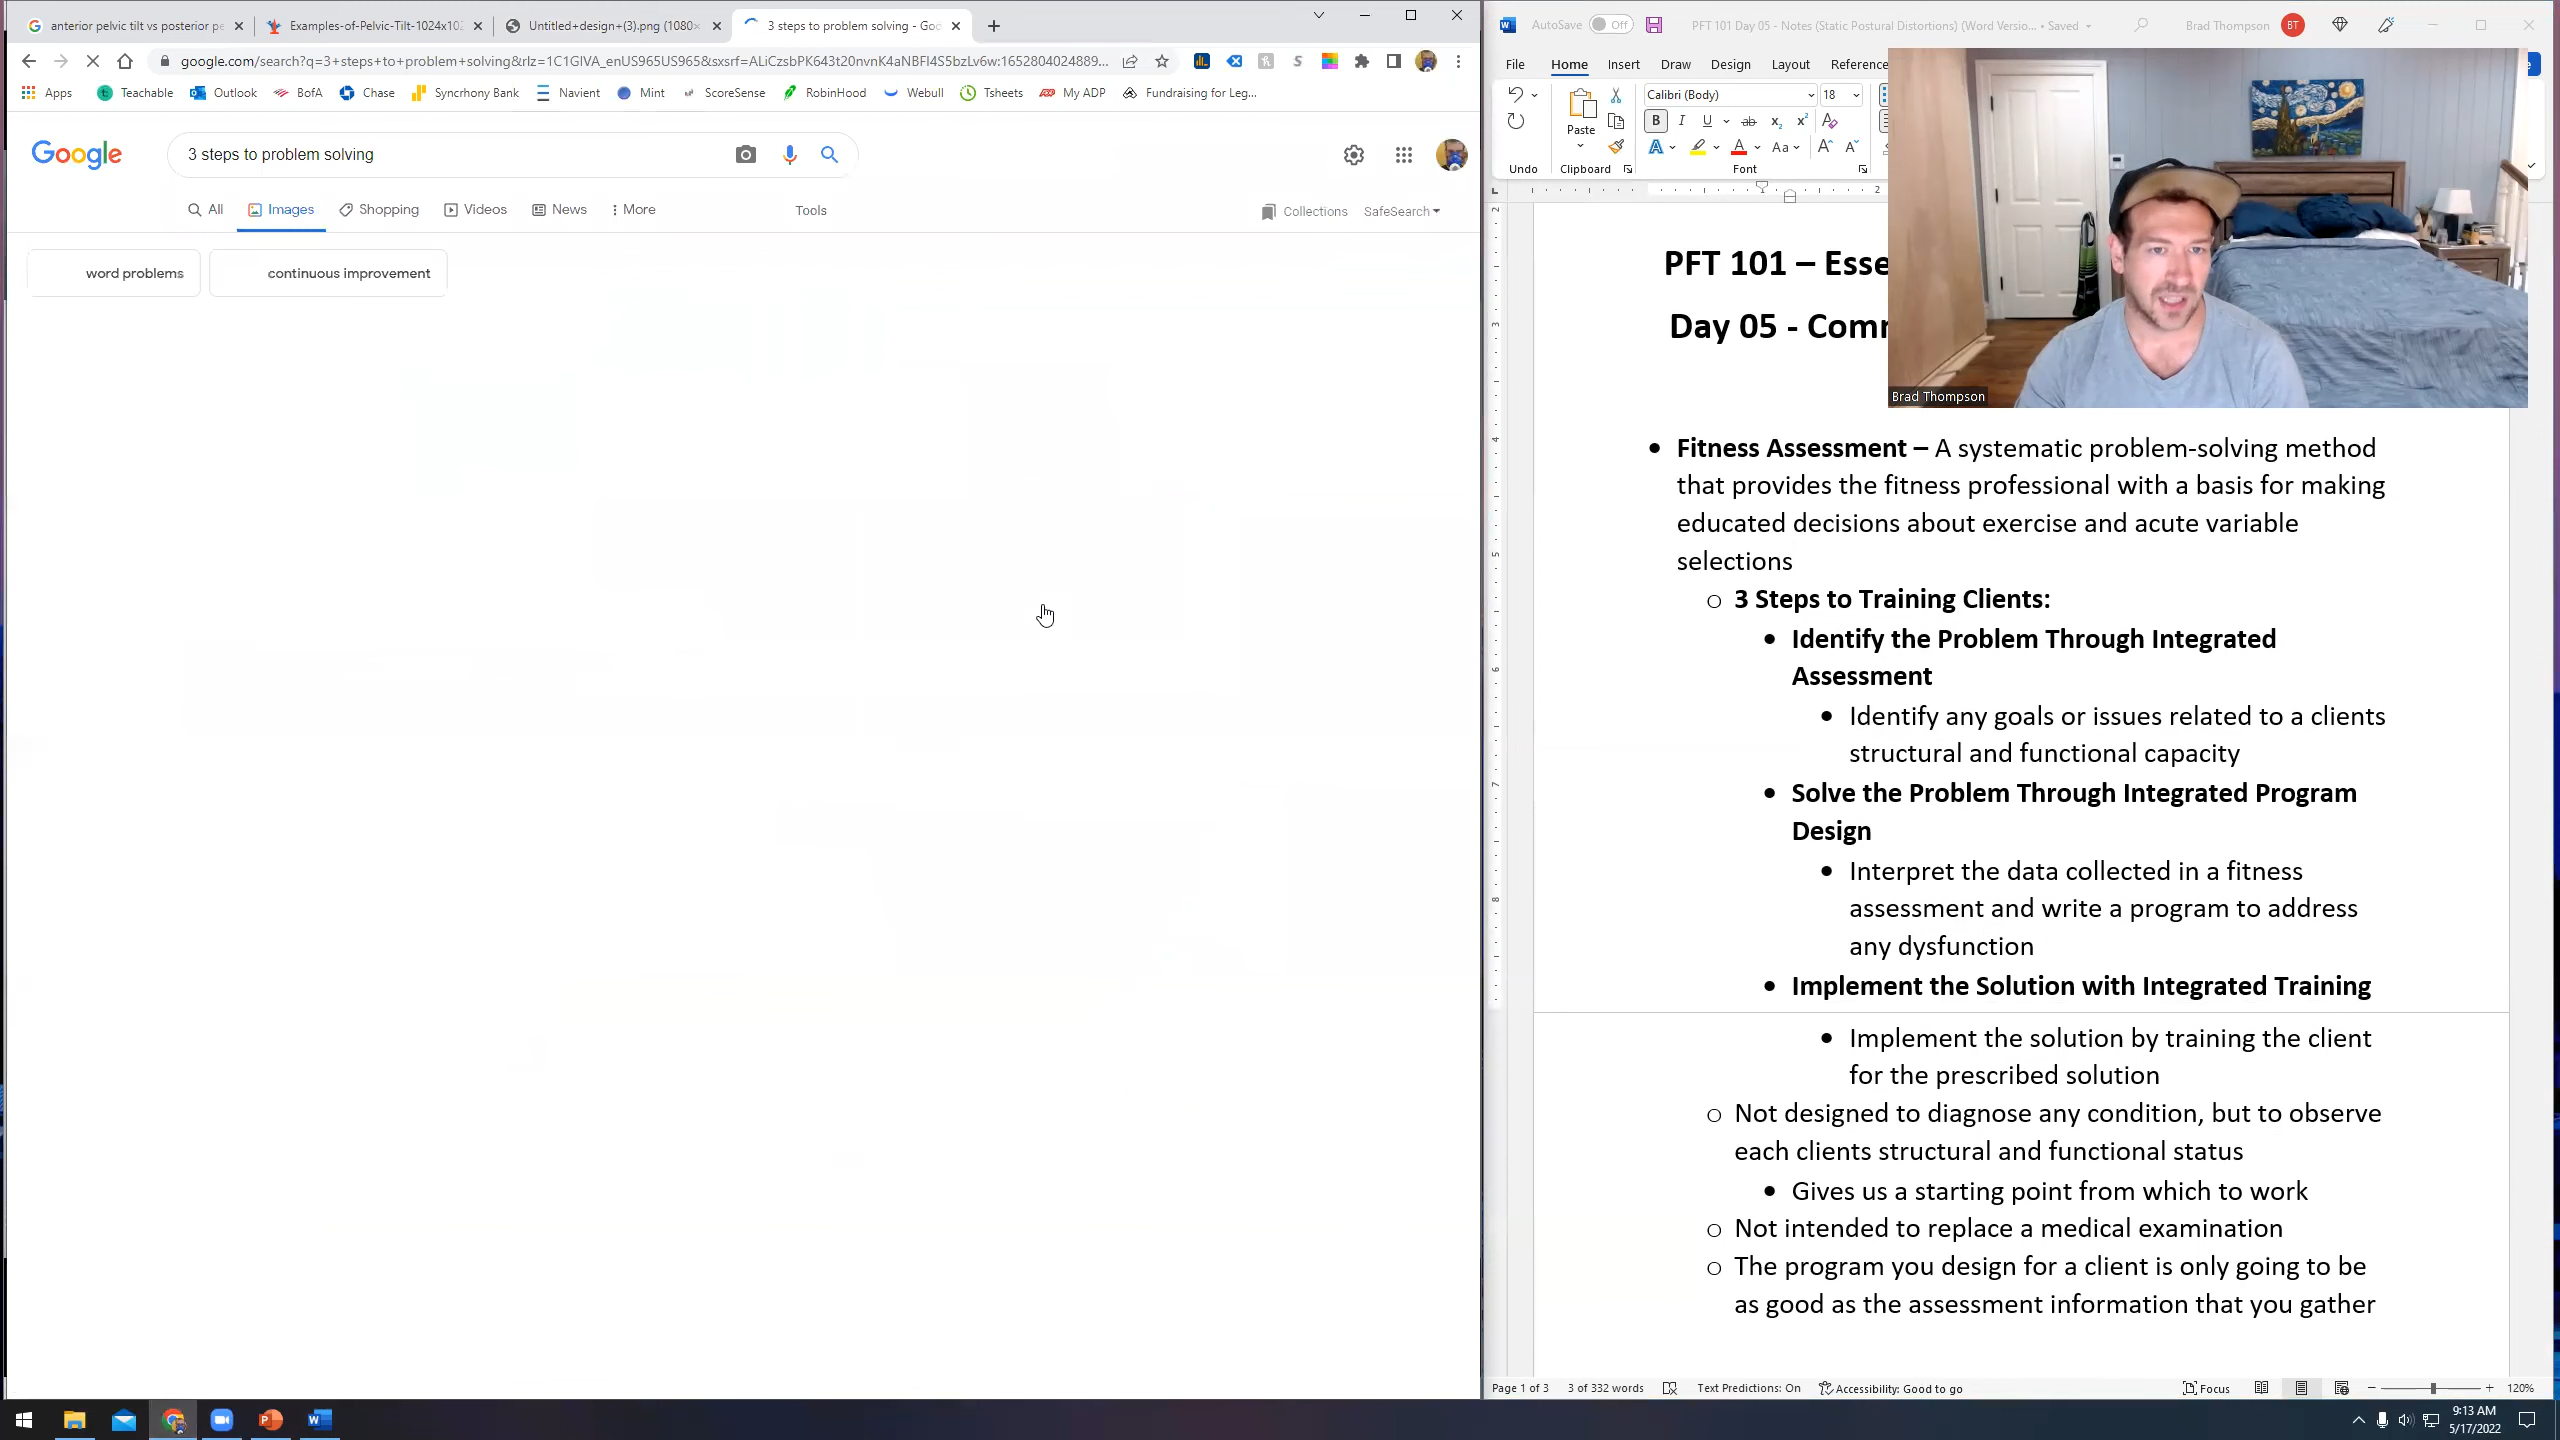 anterior pelvic tilt vs posterior pe
Examples-of-Pelvic-Tilt-1024x102
Untitled+design+(3).png (1080×
3 steps to problem solving - Goo
google.com/search?q=3+steps+to+problem+solving&rlz=1C1GIVA_enUS965US965&sxsrf=ALiCzsbPK643t20nvnK4aNBFI4S5bzLv6w:1652804024889...
Apps
Teachable
Outlook
BofA
Chase
Syncrhony Bank
Navient
Mint
ScoreSense
RobinHood
Webull
Tsheets
My ADP
Fundraising for Leg...
Google
3 steps to problem solving
All
Images
Shopping
Videos
News
More
Tools
Collections
SafeSearch
word problems
continuous improvement
AutoSave Off
PFT 101 Day 05 - Notes (Static Postural Distortions) (Word Versio... • Saved
Brad Thompson BT
File
Home
Insert
Draw
Design
Layout
Reference
Calibri (Body)
18
Paste
B I U ab x₂ x² A
A A Aa A A
Undo
Clipboard
Font
2
PFT 101 – Esse
Day 05 - Com
Brad Thompson
• Fitness Assessment – A systematic problem-solving method
that provides the fitness professional with a basis for making
educated decisions about exercise and acute variable
selections
o 3 Steps to Training Clients:
• Identify the Problem Through Integrated
Assessment
• Identify any goals or issues related to a clients
structural and functional capacity
• Solve the Problem Through Integrated Program
Design
• Interpret the data collected in a fitness
assessment and write a program to address
any dysfunction
• Implement the Solution with Integrated Training
• Implement the solution by training the client
for the prescribed solution
o Not designed to diagnose any condition, but to observe
each clients structural and functional status
• Gives us a starting point from which to work
o Not intended to replace a medical examination
o The program you design for a client is only going to be
as good as the assessment information that you gather
Page 1 of 3
3 of 332 words
Text Predictions: On
Accessibility: Good to go
Focus
120%
9:13 AM
5/17/2022